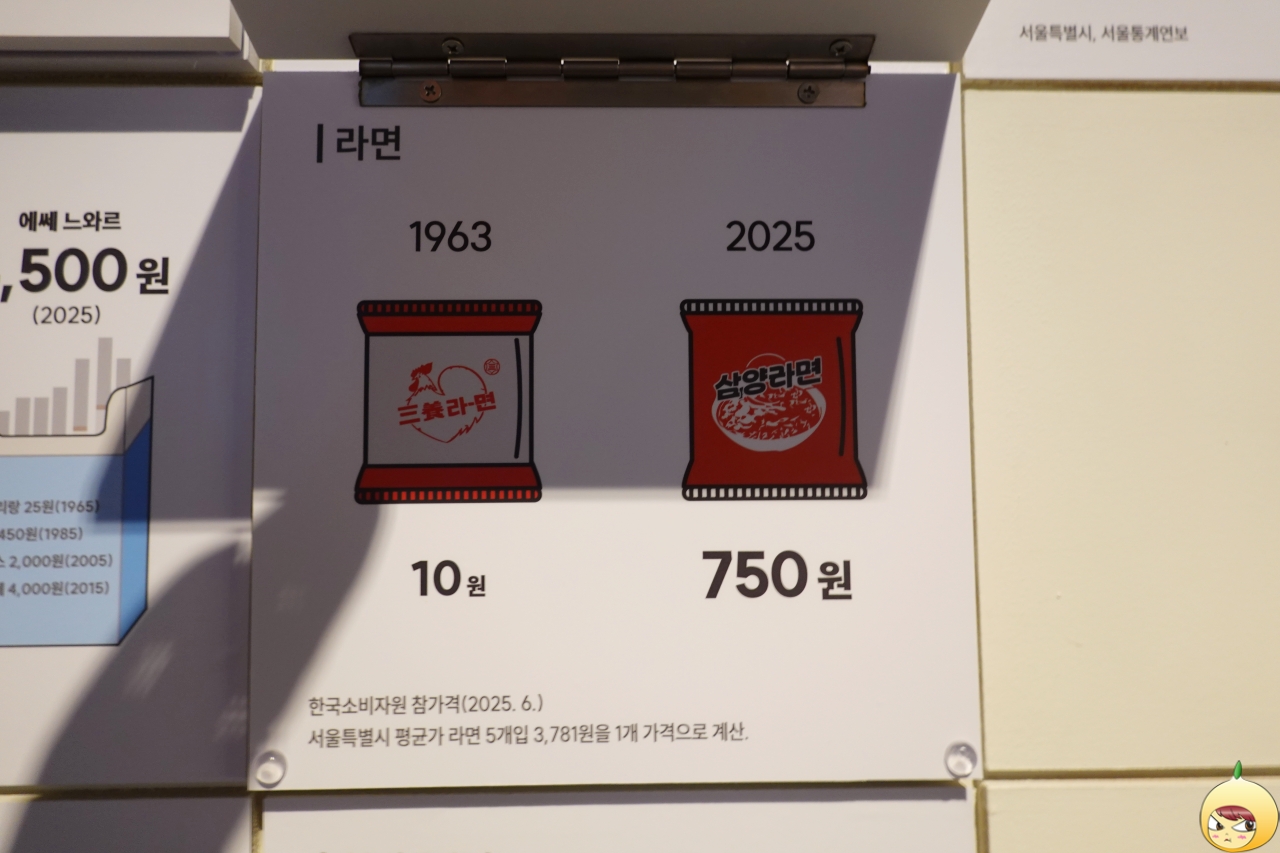 서울특별시, 서울통계연보
라면
1963
2025
三養라-면
삼양라면
10원
750원
한국소비자원 참가격(2025. 6.)
서울특별시 평균가 라면 5개입 3,781원을 1개 가격으로 계산.
에쎄 느와르
,500원
(2025)
25원(1965)
450원(1985)
2,000원(2005)
4,000원(2015)